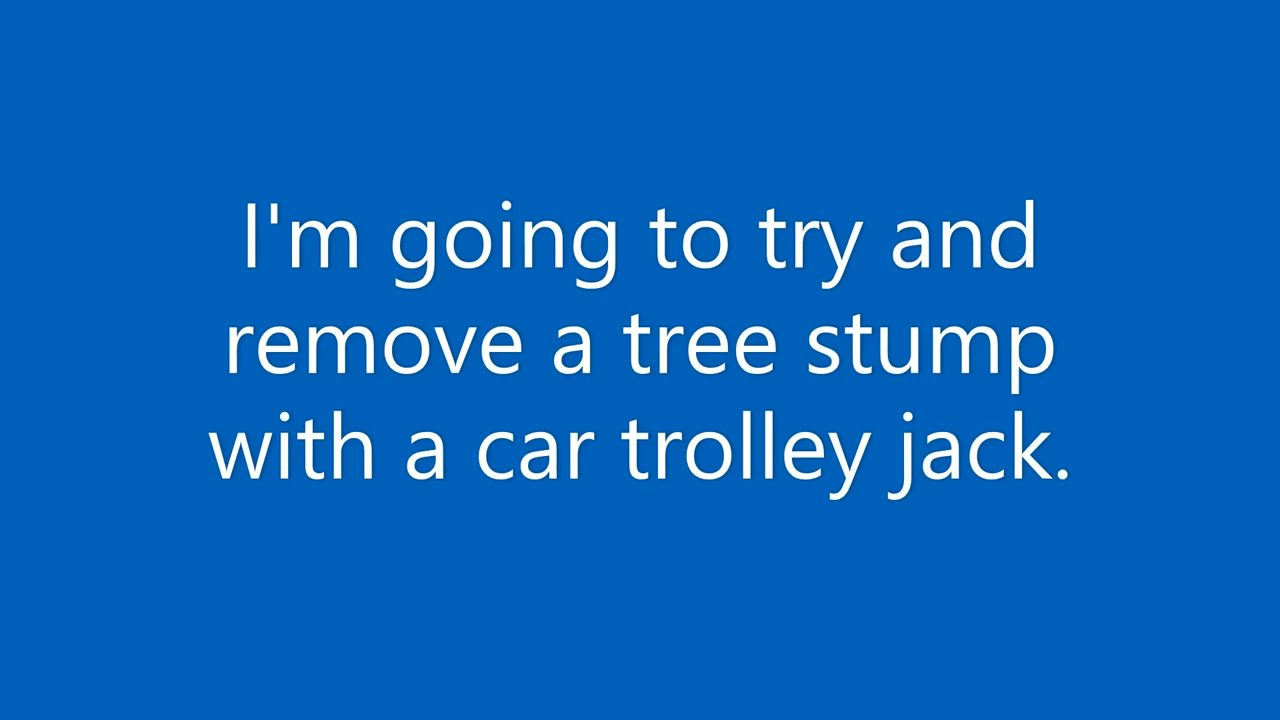 I'm going to try and
remove a tree stump
with a car trolley jack.